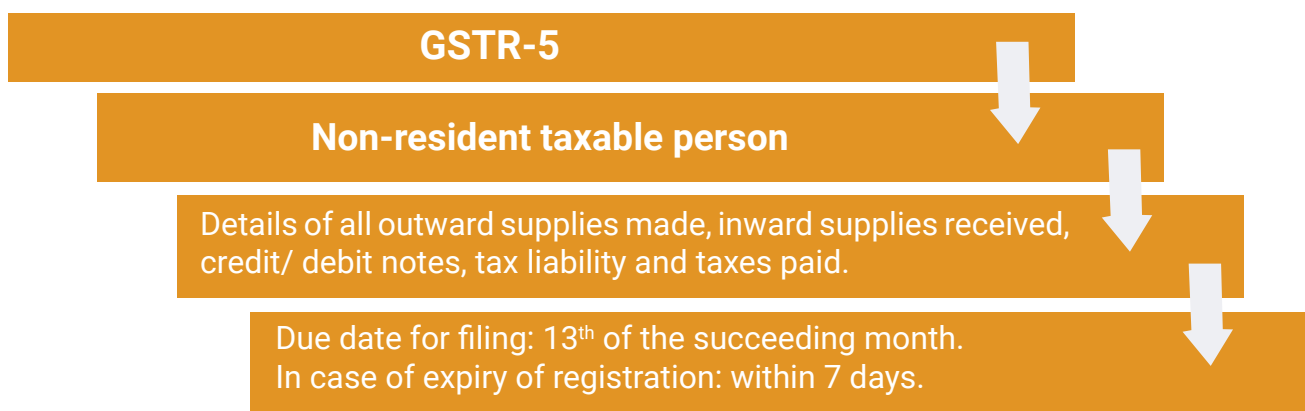 GSTR-5
Non-resident taxable person
Details of all outward supplies made, inward supplies received,
credit/ debit notes, tax liability and taxes paid.
Due date for filing: 13th of the succeeding month.
In case of expiry of registration: within 7 days.